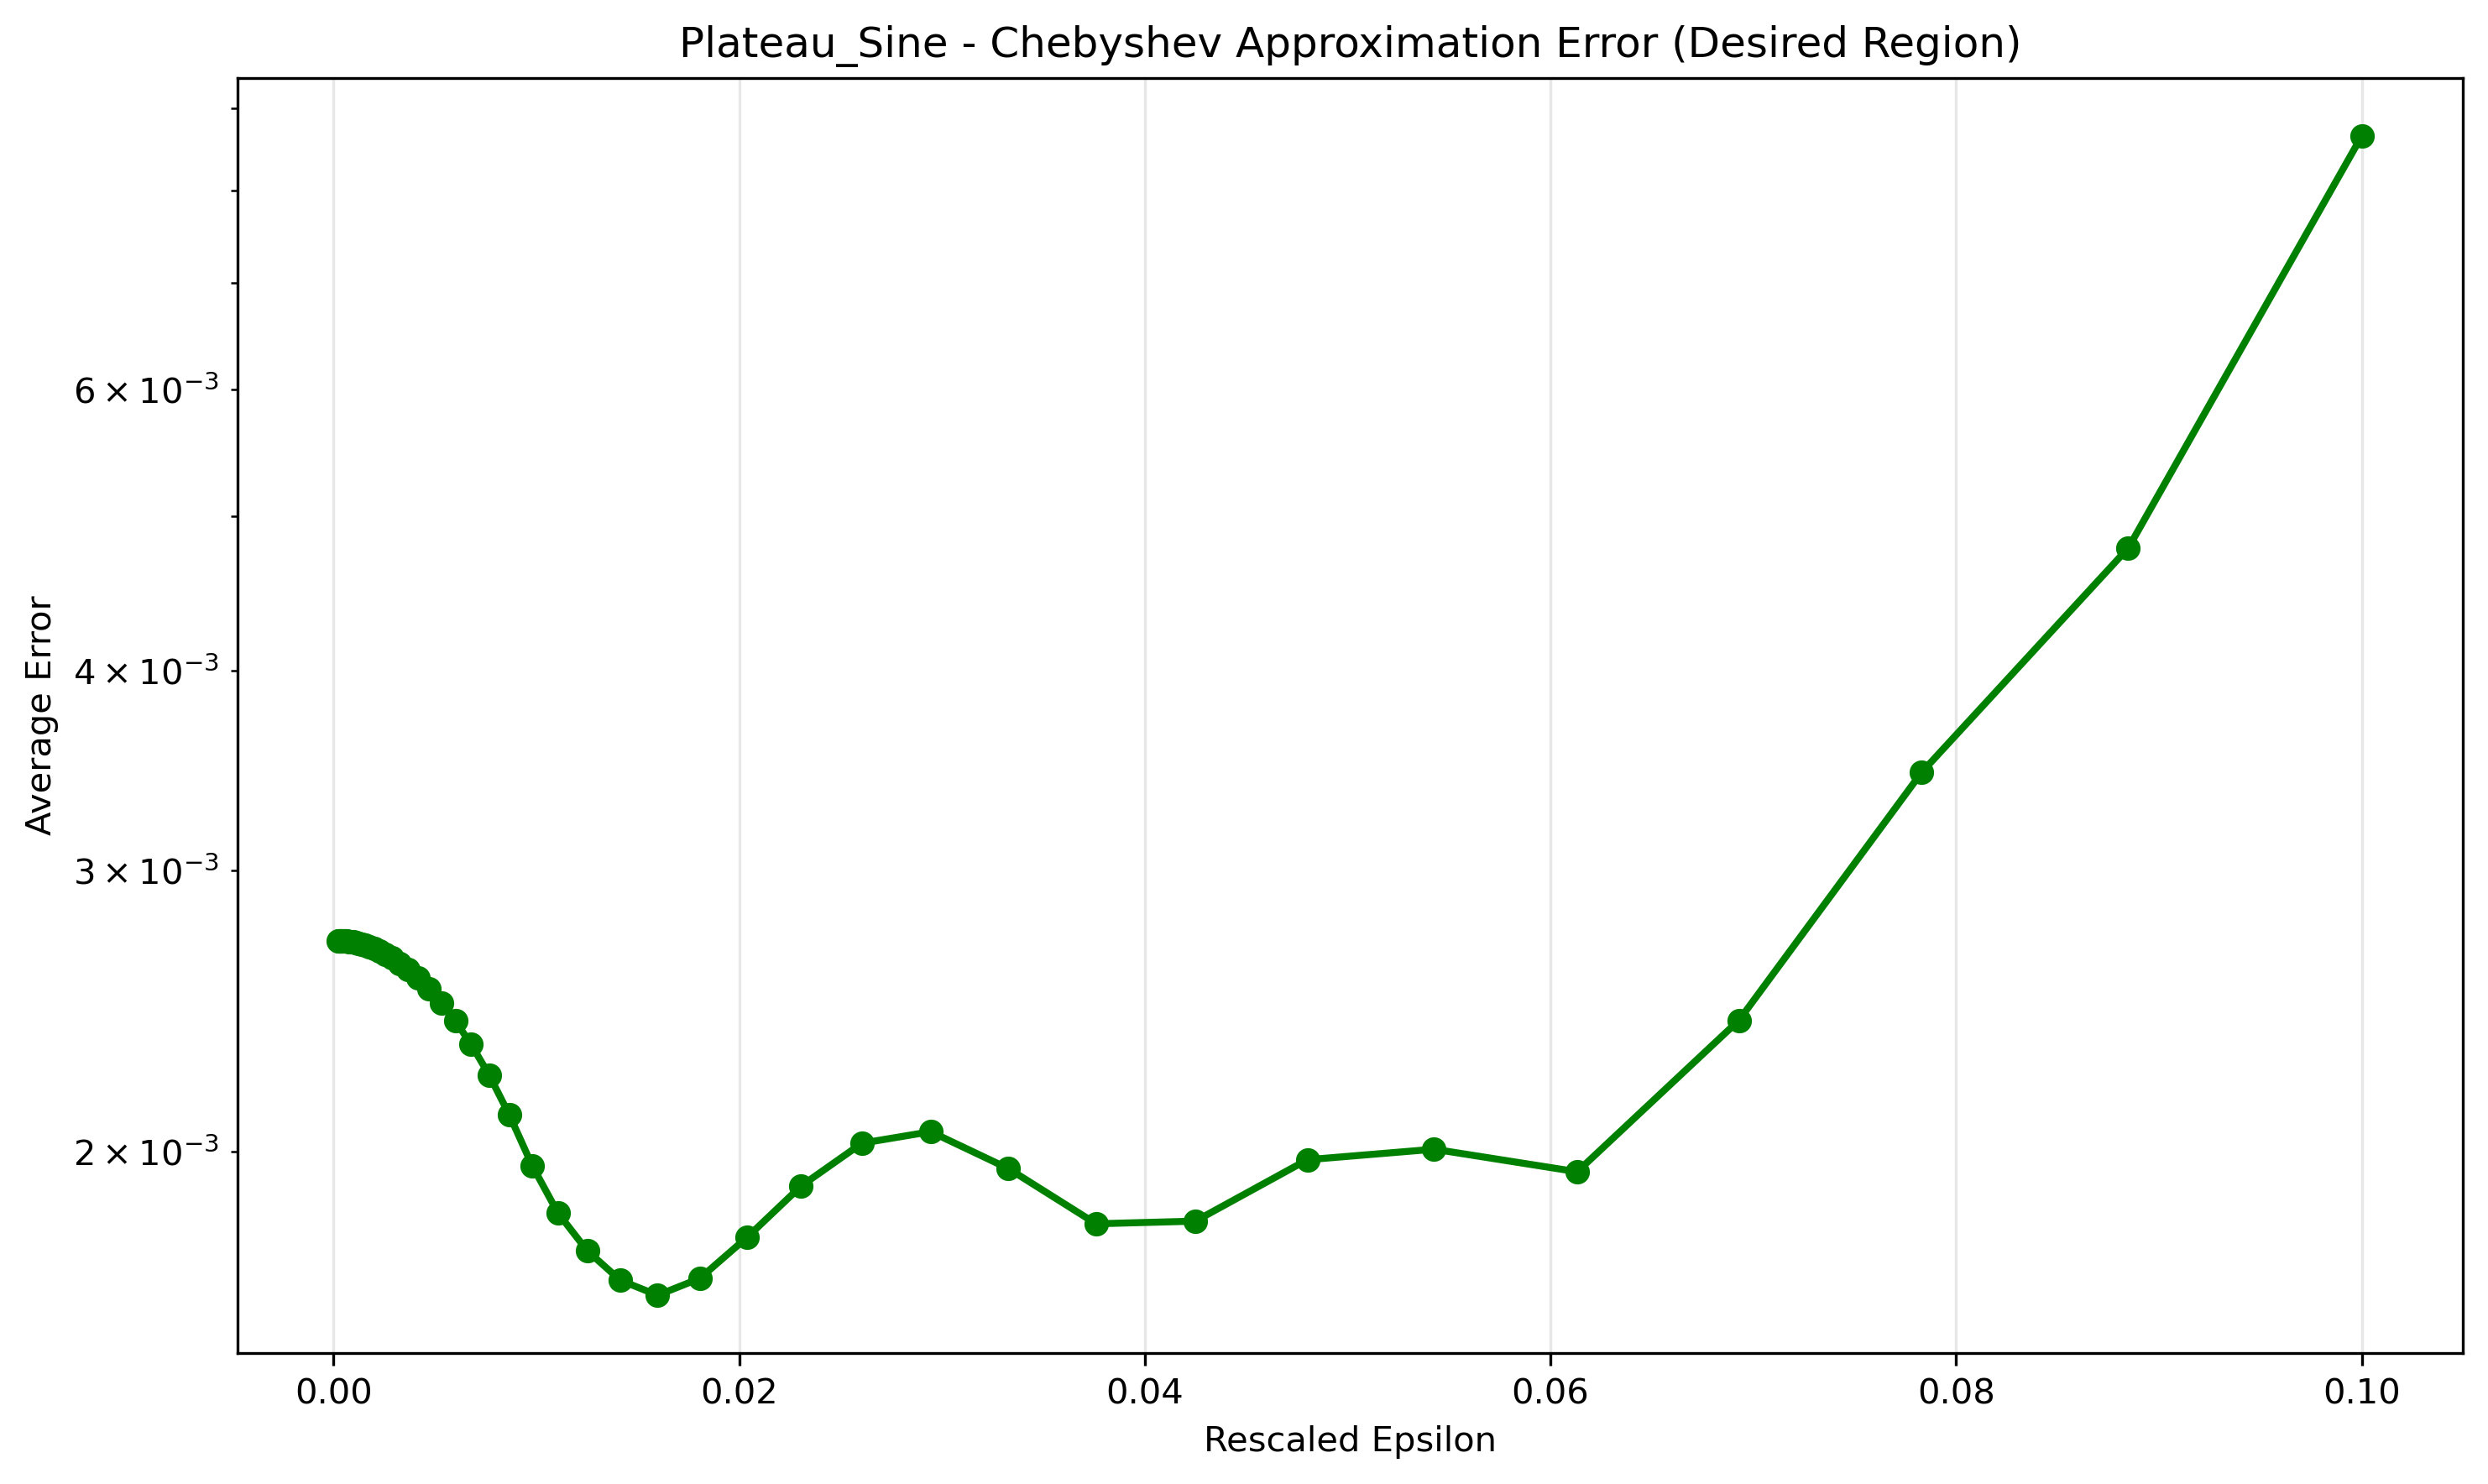 Plateau_Sine - Chebyshev Approximation Error (Desired Region)
6 × 10⁻³
4 × 10⁻³
3 × 10⁻³
2 × 10⁻³
Average Error
0.00 0.02 0.04 0.06 0.08 0.10
Rescaled Epsilon